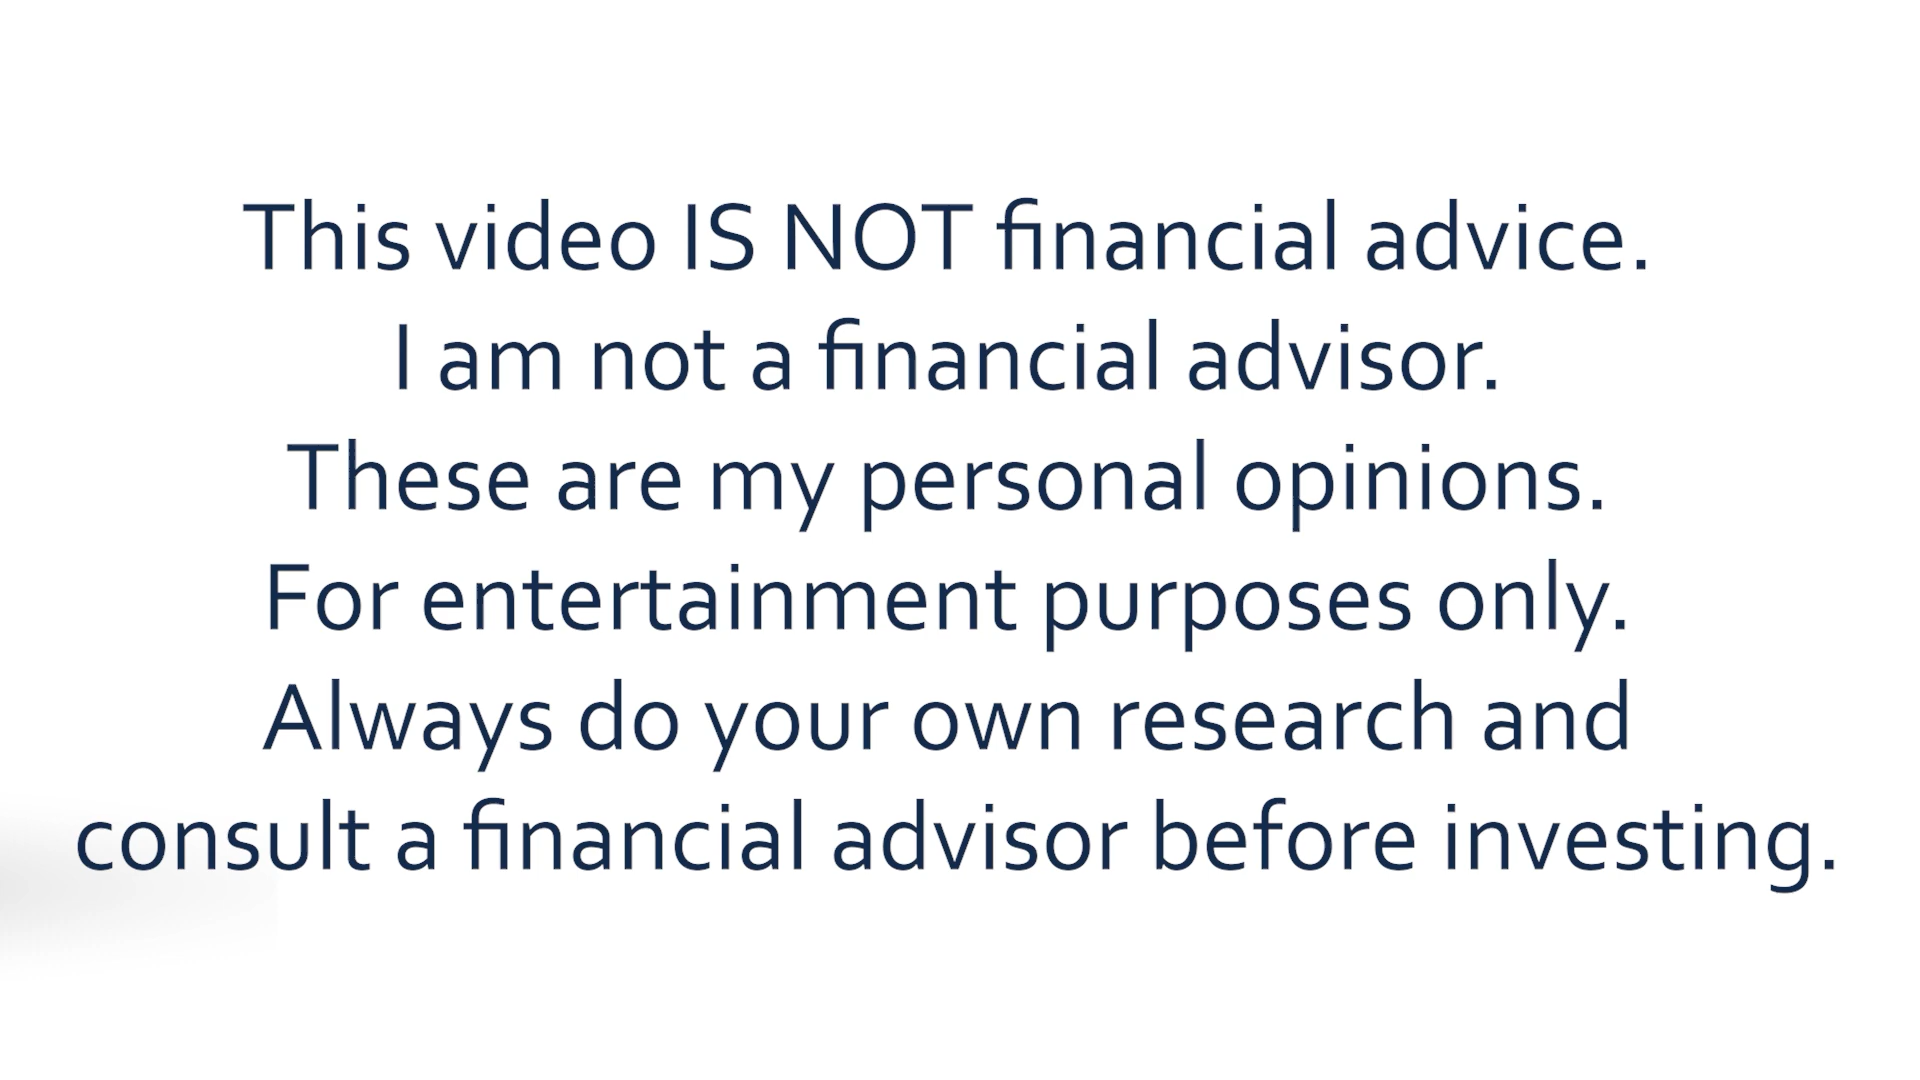 This video IS NOT financial advice.
I am not a financial advisor.
These are my personal opinions.
For entertainment purposes only.
Always do your own research and
consult a financial advisor before investing.